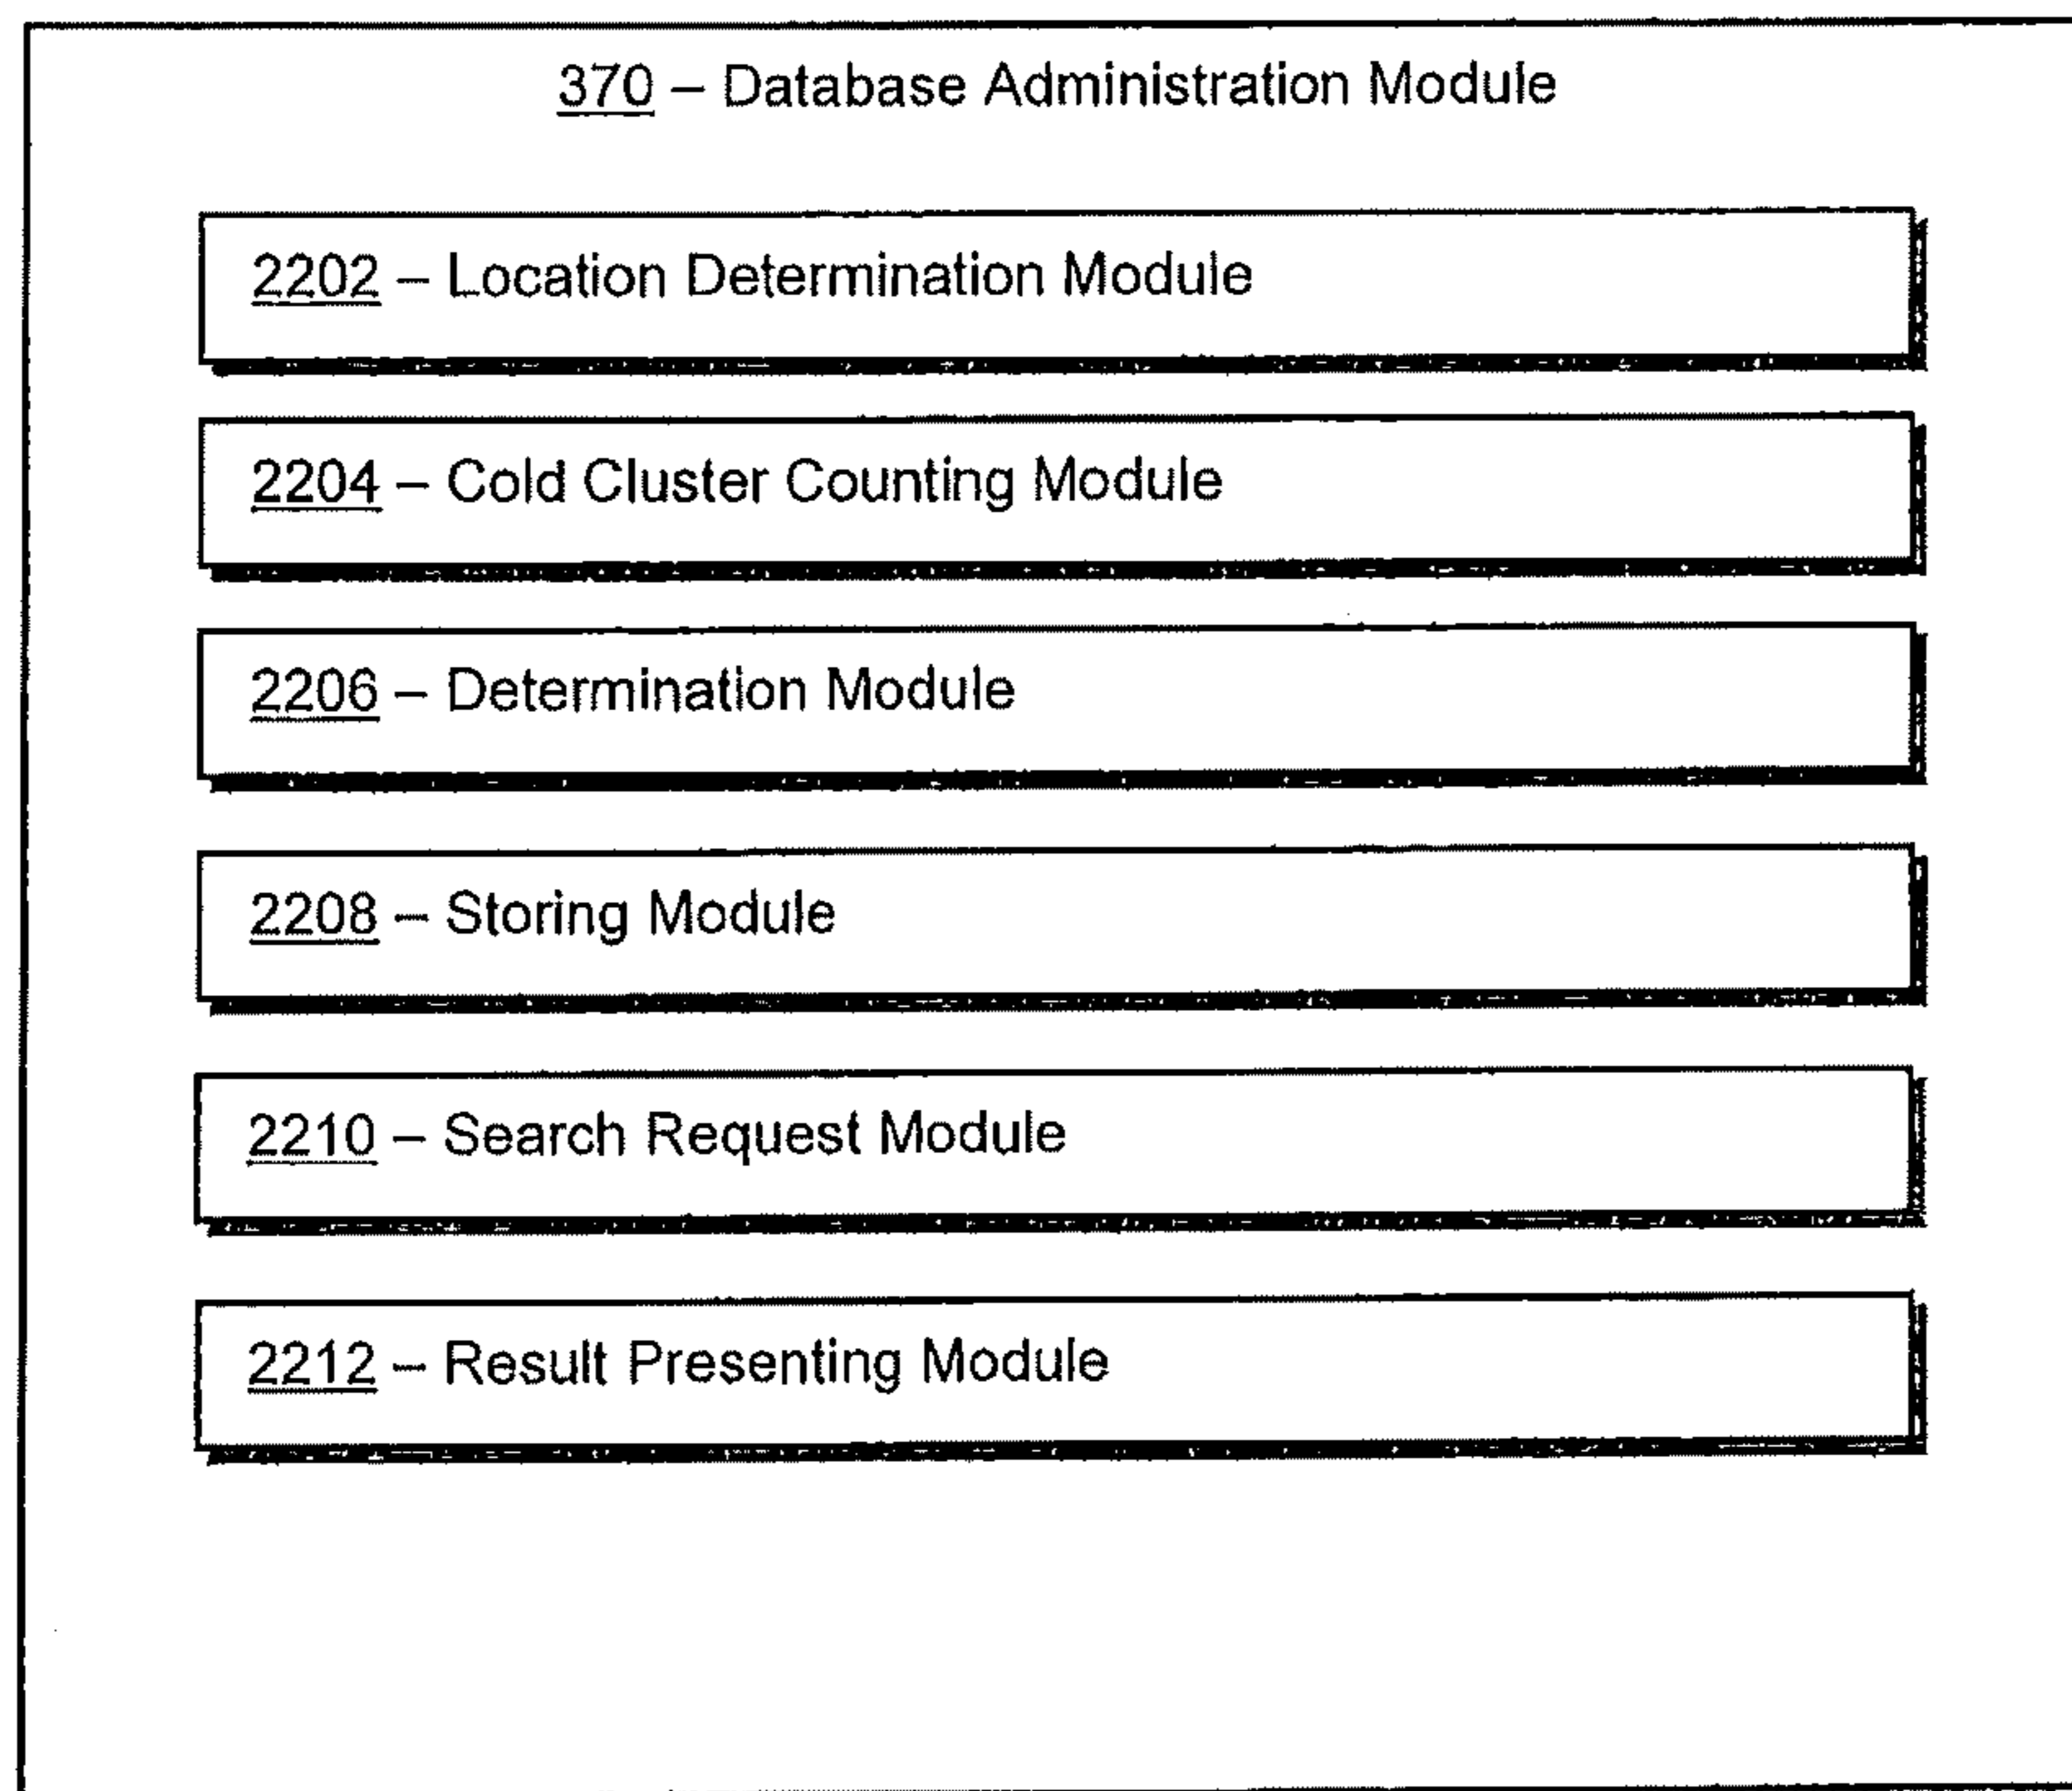 370 – Database Administration Module
2202 – Location Determination Module
2204 – Cold Cluster Counting Module
2206 – Determination Module
2208 – Storing Module
2210 – Search Request Module
2212 – Result Presenting Module